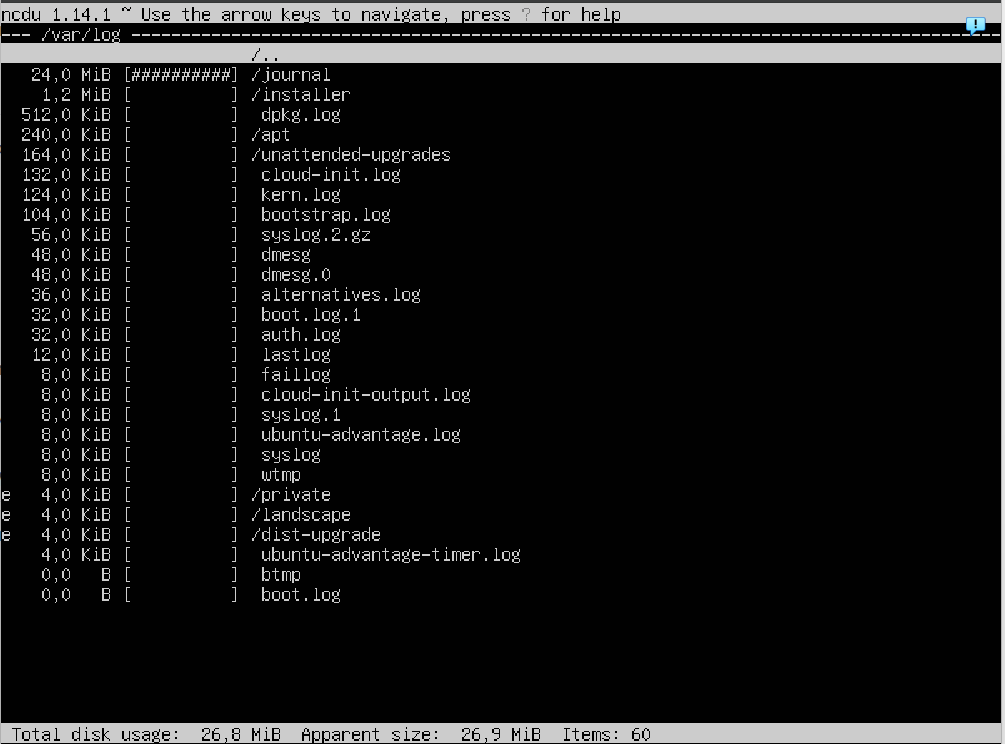 ncdu 1.14.1 ~ Use the arrow keys to navigate, press ? for help
--- /var/log ----------------------------------------------------------------------------------------
/..
24,0 MiB [##########] /journal
1,2 MiB [          ] /installer
512,0 KiB [          ]  dpkg.log
240,0 KiB [          ] /apt
164,0 KiB [          ] /unattended-upgrades
132,0 KiB [          ]  cloud-init.log
124,0 KiB [          ]  kern.log
104,0 KiB [          ]  bootstrap.log
56,0 KiB [          ]  syslog.2.gz
48,0 KiB [          ]  dmesg
48,0 KiB [          ]  dmesg.0
36,0 KiB [          ]  alternatives.log
32,0 KiB [          ]  boot.log.1
32,0 KiB [          ]  auth.log
12,0 KiB [          ]  lastlog
8,0 KiB [          ]  faillog
8,0 KiB [          ]  cloud-init-output.log
8,0 KiB [          ]  syslog.1
8,0 KiB [          ]  ubuntu-advantage.log
8,0 KiB [          ]  syslog
8,0 KiB [          ]  wtmp
e   4,0 KiB [          ] /private
e   4,0 KiB [          ] /landscape
e   4,0 KiB [          ] /dist-upgrade
4,0 KiB [          ]  ubuntu-advantage-timer.log
0,0   B [          ]  btmp
0,0   B [          ]  boot.log
Total disk usage:  26,8 MiB  Apparent size:  26,9 MiB  Items: 60